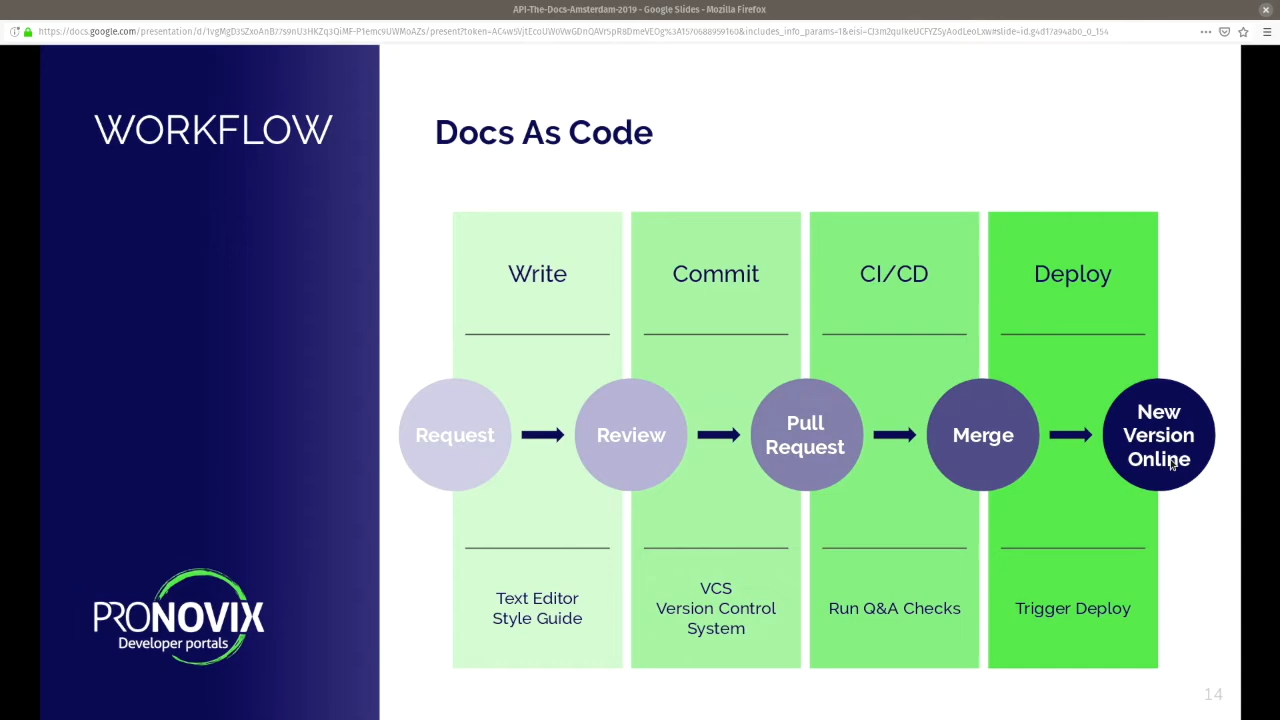 API-The-Docs-Amsterdam-2019 - Google Slides - Mozilla Firefox
WORKFLOW
Docs As Code
Write
Commit
CI/CD
Deploy
Request
Review
Pull
Request
Merge
New
Version
Online
Text Editor
Style Guide
VCS
Version Control
System
Run Q&A Checks
Trigger Deploy
PRONOVIX
Developer portals
14